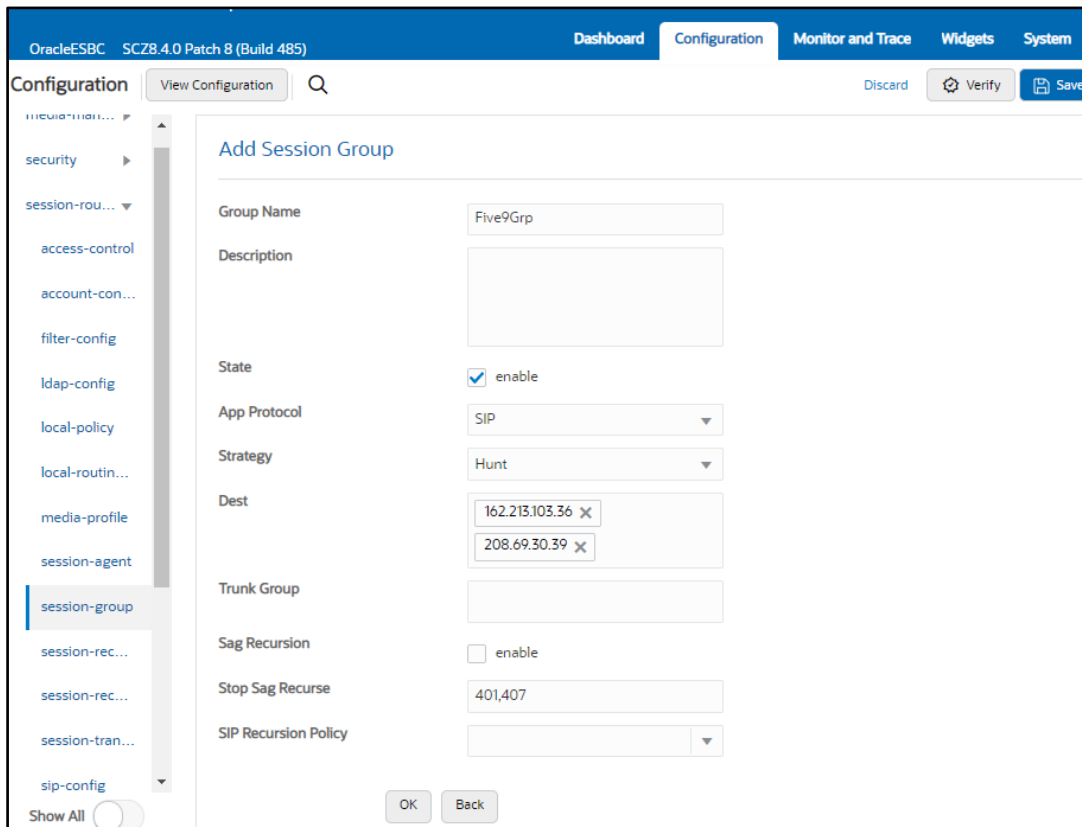 OracleESBC SCZ8.4.0 Patch 8 (Build 485)
Dashboard Configuration Monitor and Trace Widgets System
Configuration View Configuration Discard Verify Save
security
session-rou...
access-control
account-con...
filter-config
ldap-config
local-policy
local-routin...
media-profile
session-agent
session-group
session-rec...
session-rec...
session-tran...
sip-config
Show All
Add Session Group
Group Name Five9Grp
Description
State enable
App Protocol SIP
Strategy Hunt
Dest 162.213.103.36
208.69.30.39
Trunk Group
Sag Recursion enable
Stop Sag Recurse 401,407
SIP Recursion Policy
OK Back